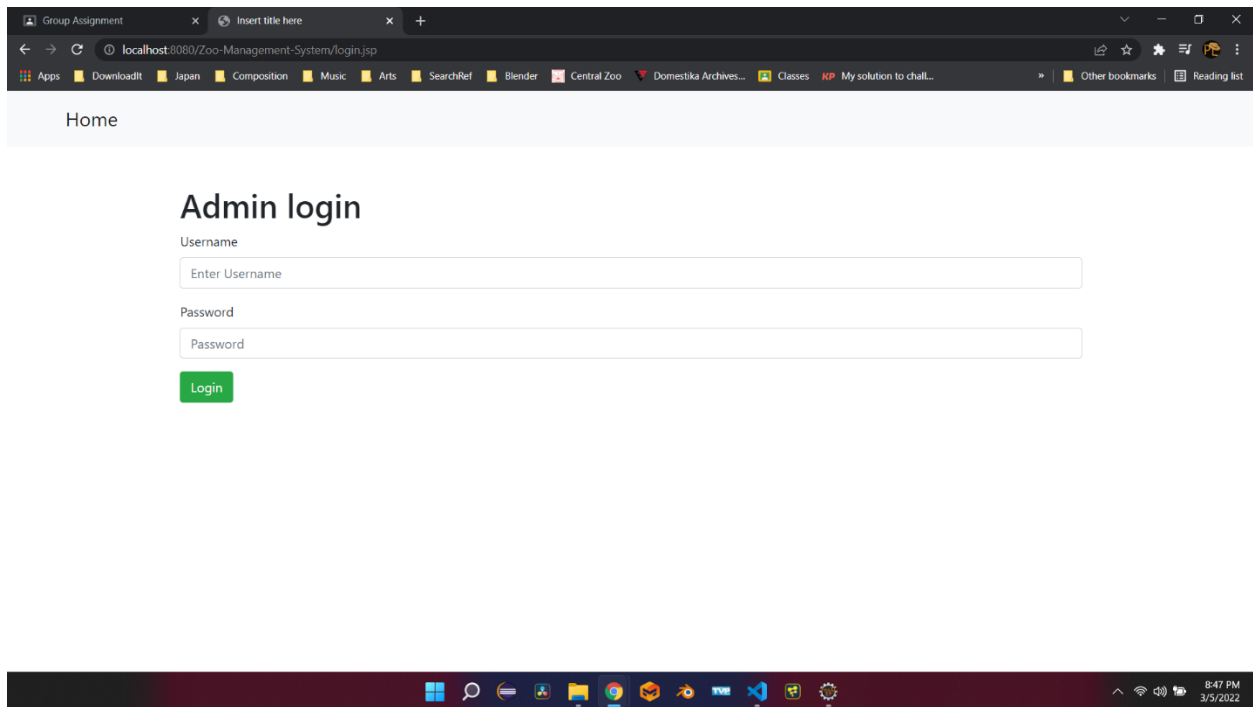 Group Assignment
Insert title here
localhost:8080/Zoo-Management-System/login.jsp
Apps DownloadIt Japan Composition Music Arts SearchRef Blender Central Zoo Domestika Archives... Classes KP My solution to chall... » Other bookmarks Reading list
Home
Admin login
Username
Enter Username
Password
Password
Login
TVP
8:47 PM
3/5/2022